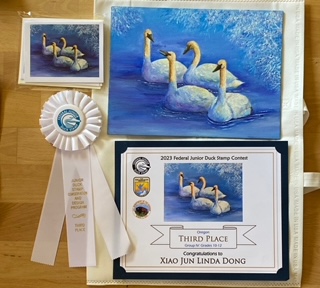 2023 Federal Junior Duck Stamp Contest
Oregon
THIRD PLACE
Group IV: Grades 10-12
Congratulations to
XIAO JUN LINDA DONG
THIRD
PLACE